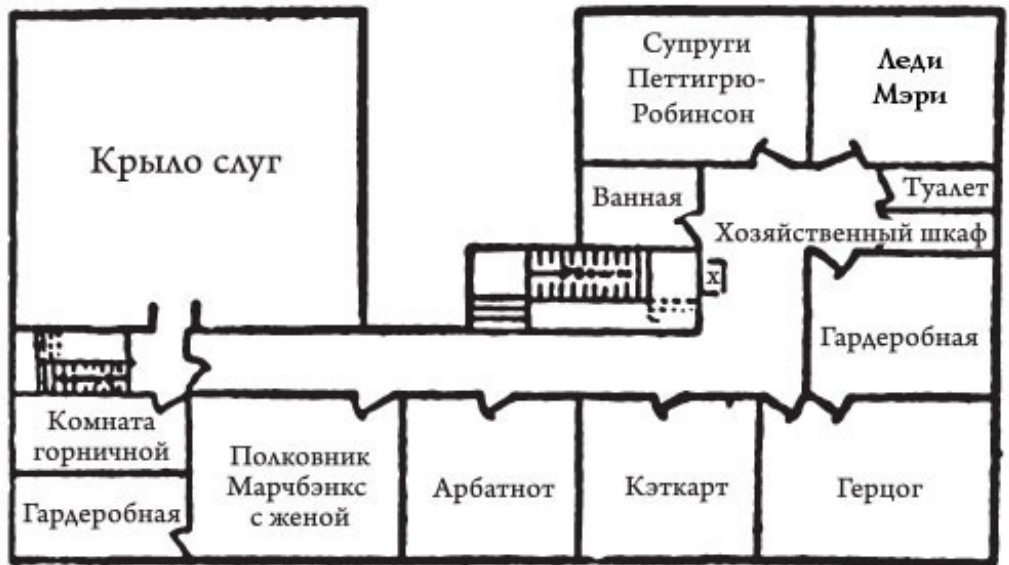 Супруги
Петтигрю-
Робинсон
Леди
Мэри
Крыло слуг
Ванная
Туалет
Хозяйственный шкаф
x
Гардеробная
Комната
горничной
Гардеробная
Полковник
Марчбэнкс
с женой
Арбатнот
Кэткарт
Герцог